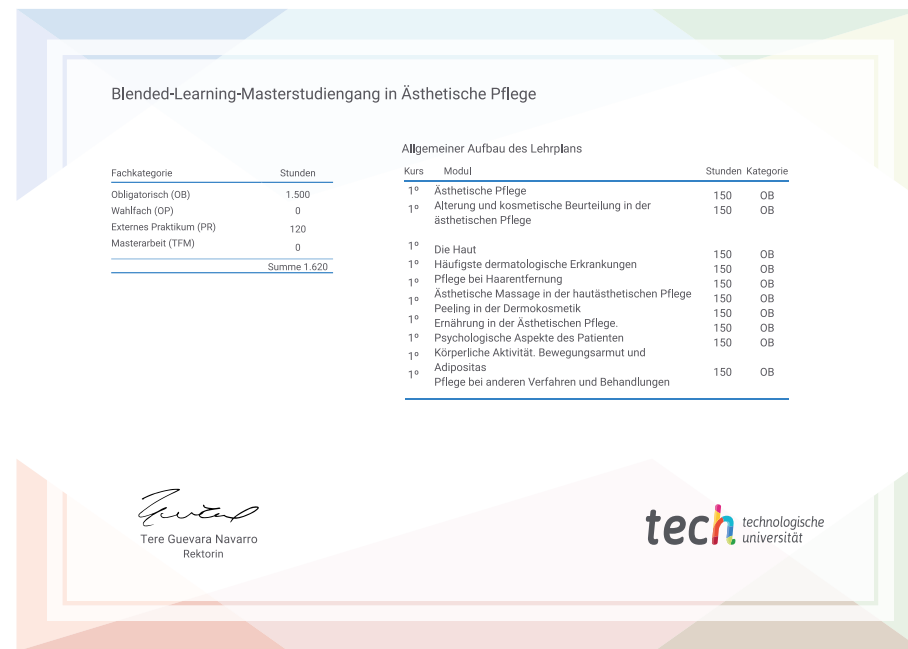 Blended-Learning-Masterstudiengang in Ästhetische Pflege
Fachkategorie Stunden
Obligatorisch (OB) 1.500
Wahlfach (OP) 0
Externes Praktikum (PR) 120
Masterarbeit (TFM) 0
Summe 1.620
Allgemeiner Aufbau des Lehrplans
Kurs Modul Stunden Kategorie
1º Ästhetische Pflege 150 OB
1º Alterung und kosmetische Beurteilung in der 150 OB
ästhetischen Pflege
1º Die Haut 150 OB
1º Häufigste dermatologische Erkrankungen 150 OB
1º Pflege bei Haarentfernung 150 OB
1º Ästhetische Massage in der hautästhetischen Pflege 150 OB
Peeling in der Dermokosmetik 150 OB
1º Ernährung in der Ästhetischen Pflege. 150 OB
1º Psychologische Aspekte des Patienten 150 OB
1º Körperliche Aktivität. Bewegungsarmut und
1º Adipositas 150 OB
Pflege bei anderen Verfahren und Behandlungen
Tere Guevara Navarro
Rektorin
tech technologische
universität